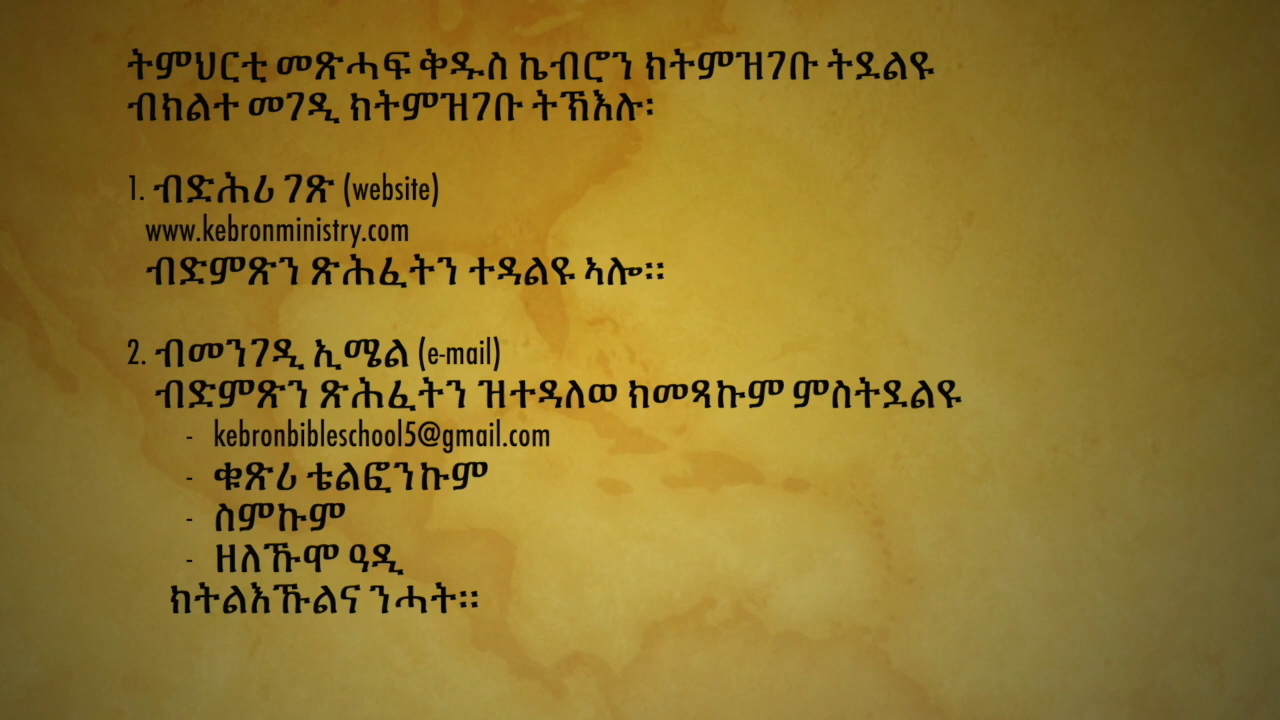 ትምህርቲ መጽሓፍ ቅዱስ ኬብሮን ክትምዝገቡ ትደልዩ
ብክልተ መገዲ ክትምዝገቡ ትኽእሉ፡
1. ብድሕሪ ገጽ (website)
www.kebronministry.com
ብድምጽን ጽሕፈትን ተዳልዩ ኣሎ፡፡
2. ብመንገዲ ኢሜል (e-mail)
ብድምጽን ጽሕፈትን ዝተዳለወ ክመጻኩም ምስትደልዩ
- kebronbibleschool5@gmail.com
- ቁጽሪ ቴልፎንኩም
- ስምኩም
- ዘለኹሞ ዓዲ
ክትልእኹልና ንሓት፡፡